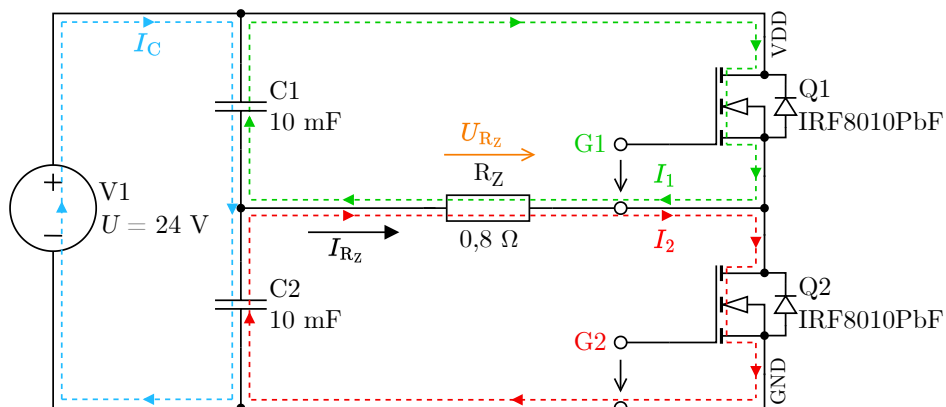 I_C
VDD
C1
10 mF
Q1
IRF8010PbF
U_Rz
G1
R_Z
I_1
V1
U = 24 V
+
−
0,8 Ω
I_Rz
I_2
C2
10 mF
Q2
IRF8010PbF
G2
GND